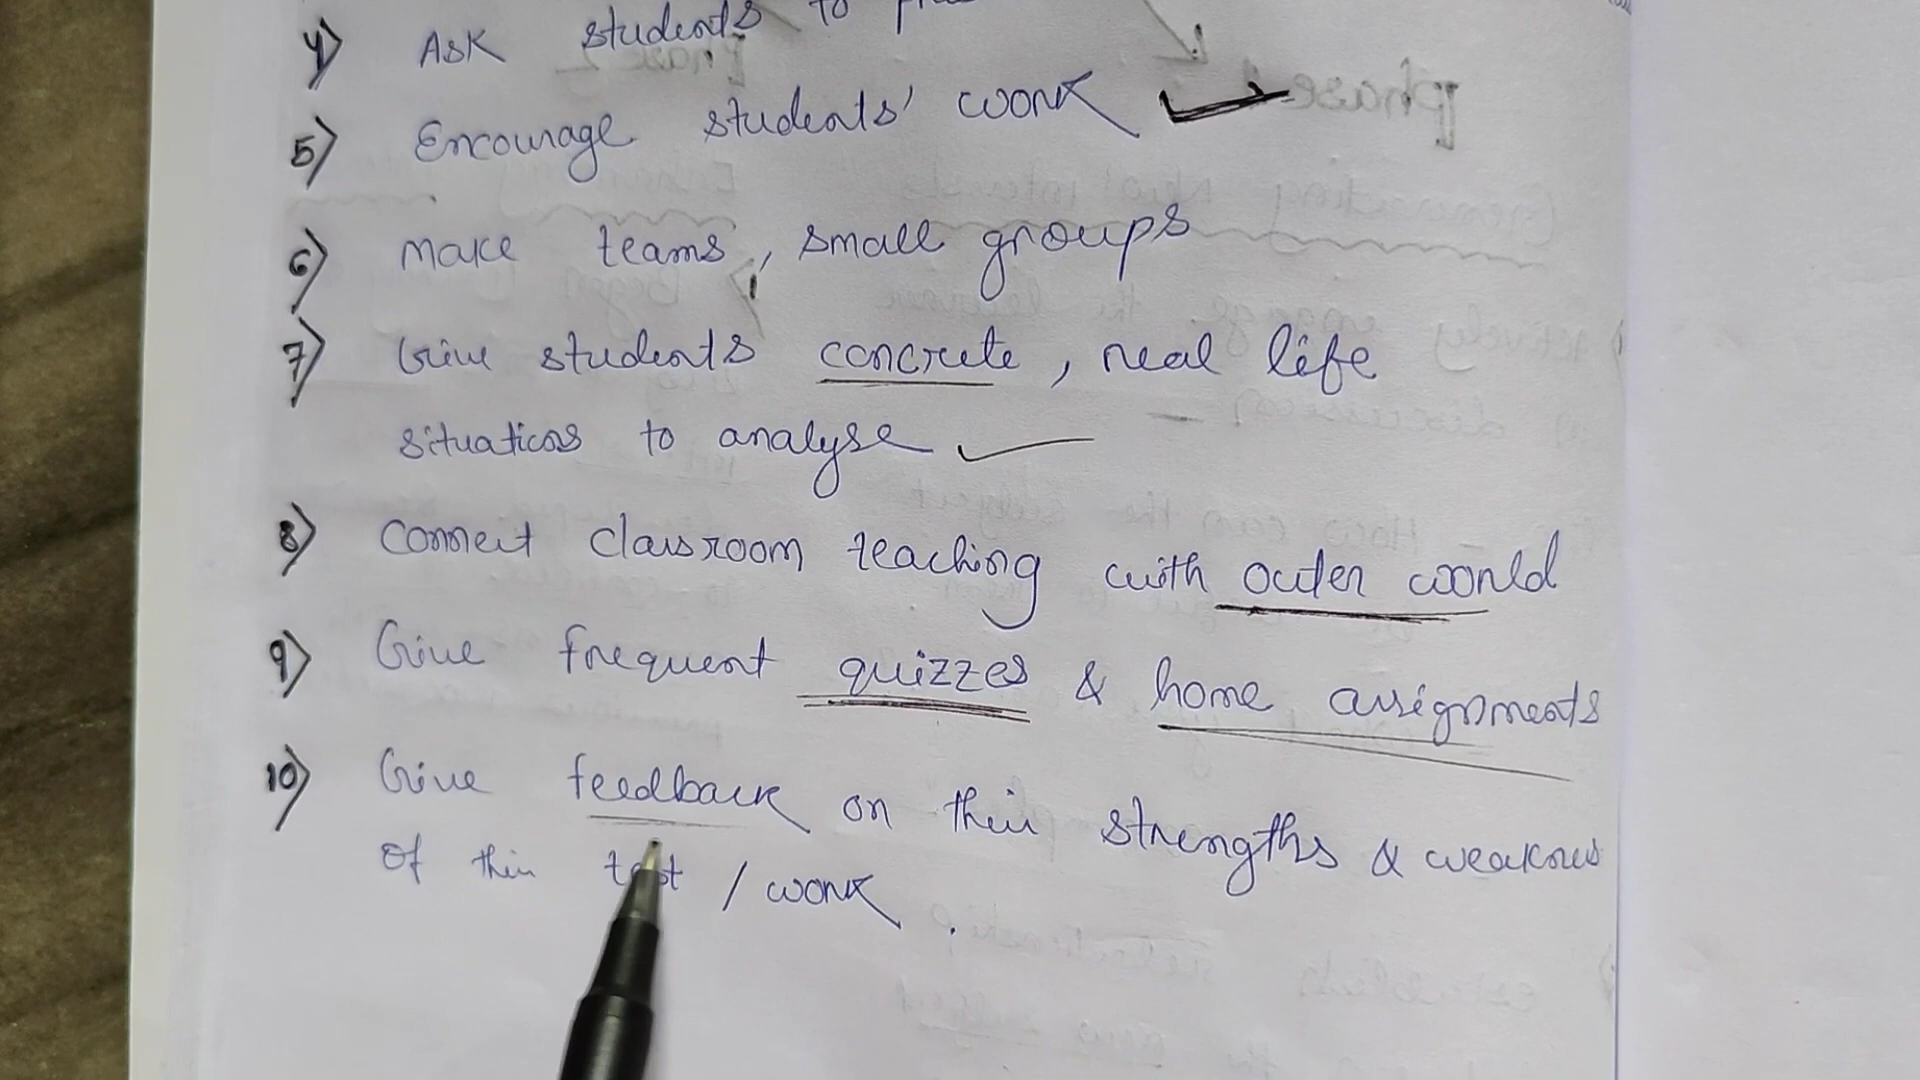 4) Ask students to
5) Encourage students' work
6) Make teams, small groups
7) Give students concrete, real life
situations to analyse
8) Connect classroom teaching with outer world
9) Give frequent quizzes & home assignments
10) Give feedback on their strengths & weakness
of their test / work.